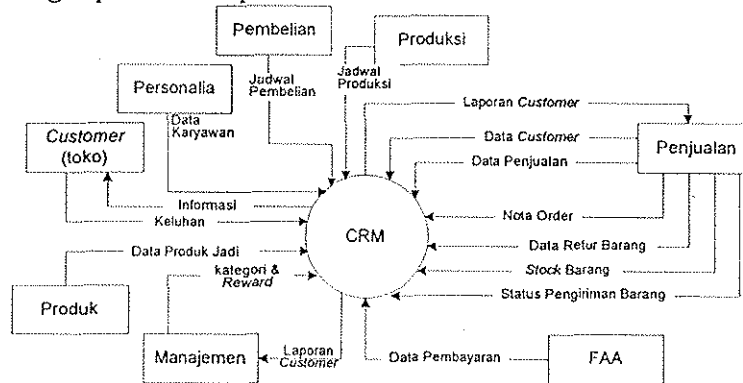 Pembelian
Produksi
Jadwal
Produksi
Judwal
Pembelian
Personalia
Data
Karyawan
Laporan Customer
Customer
(toko)
Data Customer
Penjualan
Data Penjualan
Informasi
Keluhan
Nota Order
CRM
Data Produk Jadi
Data Retur Barang
kategori &
Reward
Stock Barang
Status Pengiriman Barang
Produk
Manajemen
Laporan
Customer
Data Pembayaran
FAA